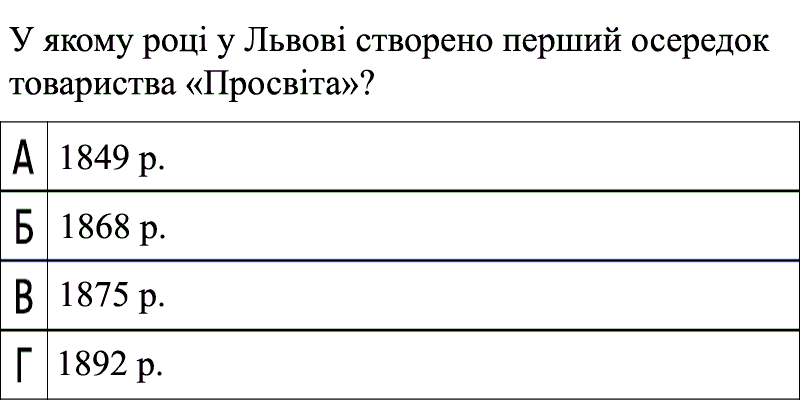 У якому році у Львові створено перший осередок
товариства «Просвіта»?
А 1849 р.
Б 1868 р.
В 1875 р.
Г 1892 р.